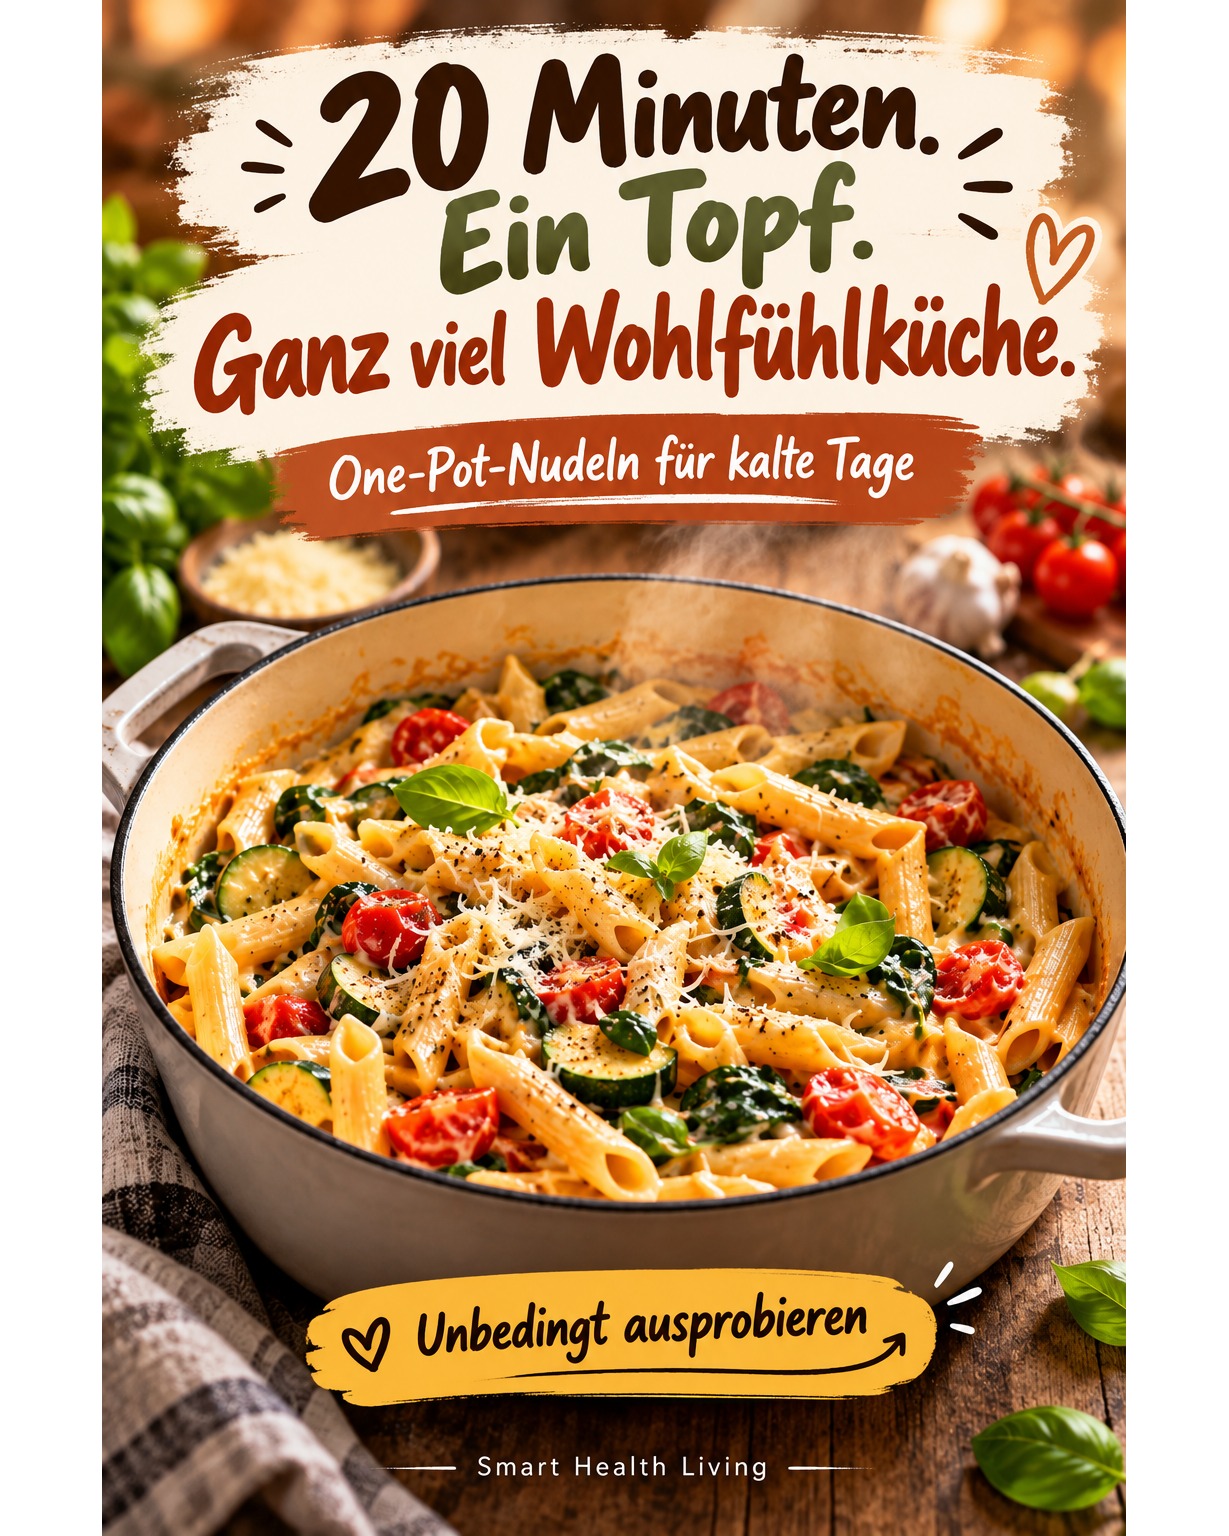 20 Minuten.
Ein Topf.
Ganz viel Wohlfühlküche.
One-Pot-Nudeln für kalte Tage
Unbedingt ausprobieren
Smart Health Living